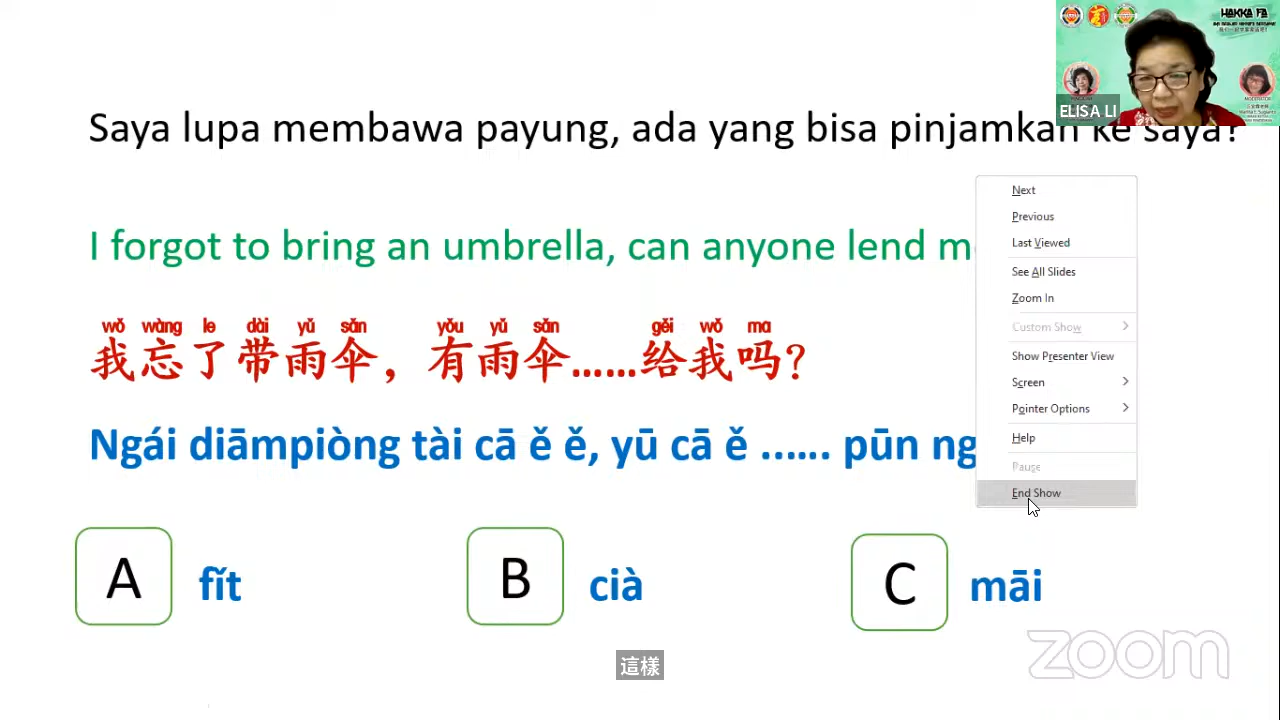 HAKKA FA
ELISA LI
Saya lupa membawa payung, ada yang bisa pinjamkan ke saya?
I forgot to bring an umbrella, can anyone lend
wǒ wàng le dài yǔ sǎn yǒu yǔ sǎn gěi wǒ ma
我忘了带雨伞，有雨伞......给我吗？
Ngái diāmpiòng tài cā ě ě, yū cā ě ...... pūn
Next
Previous
Last Viewed
See All Slides
Zoom In
Custom Show
Show Presenter View
Screen
Pointer Options
Help
Pause
End Show
A fĭt
B cià
C māi
這樣
zoom